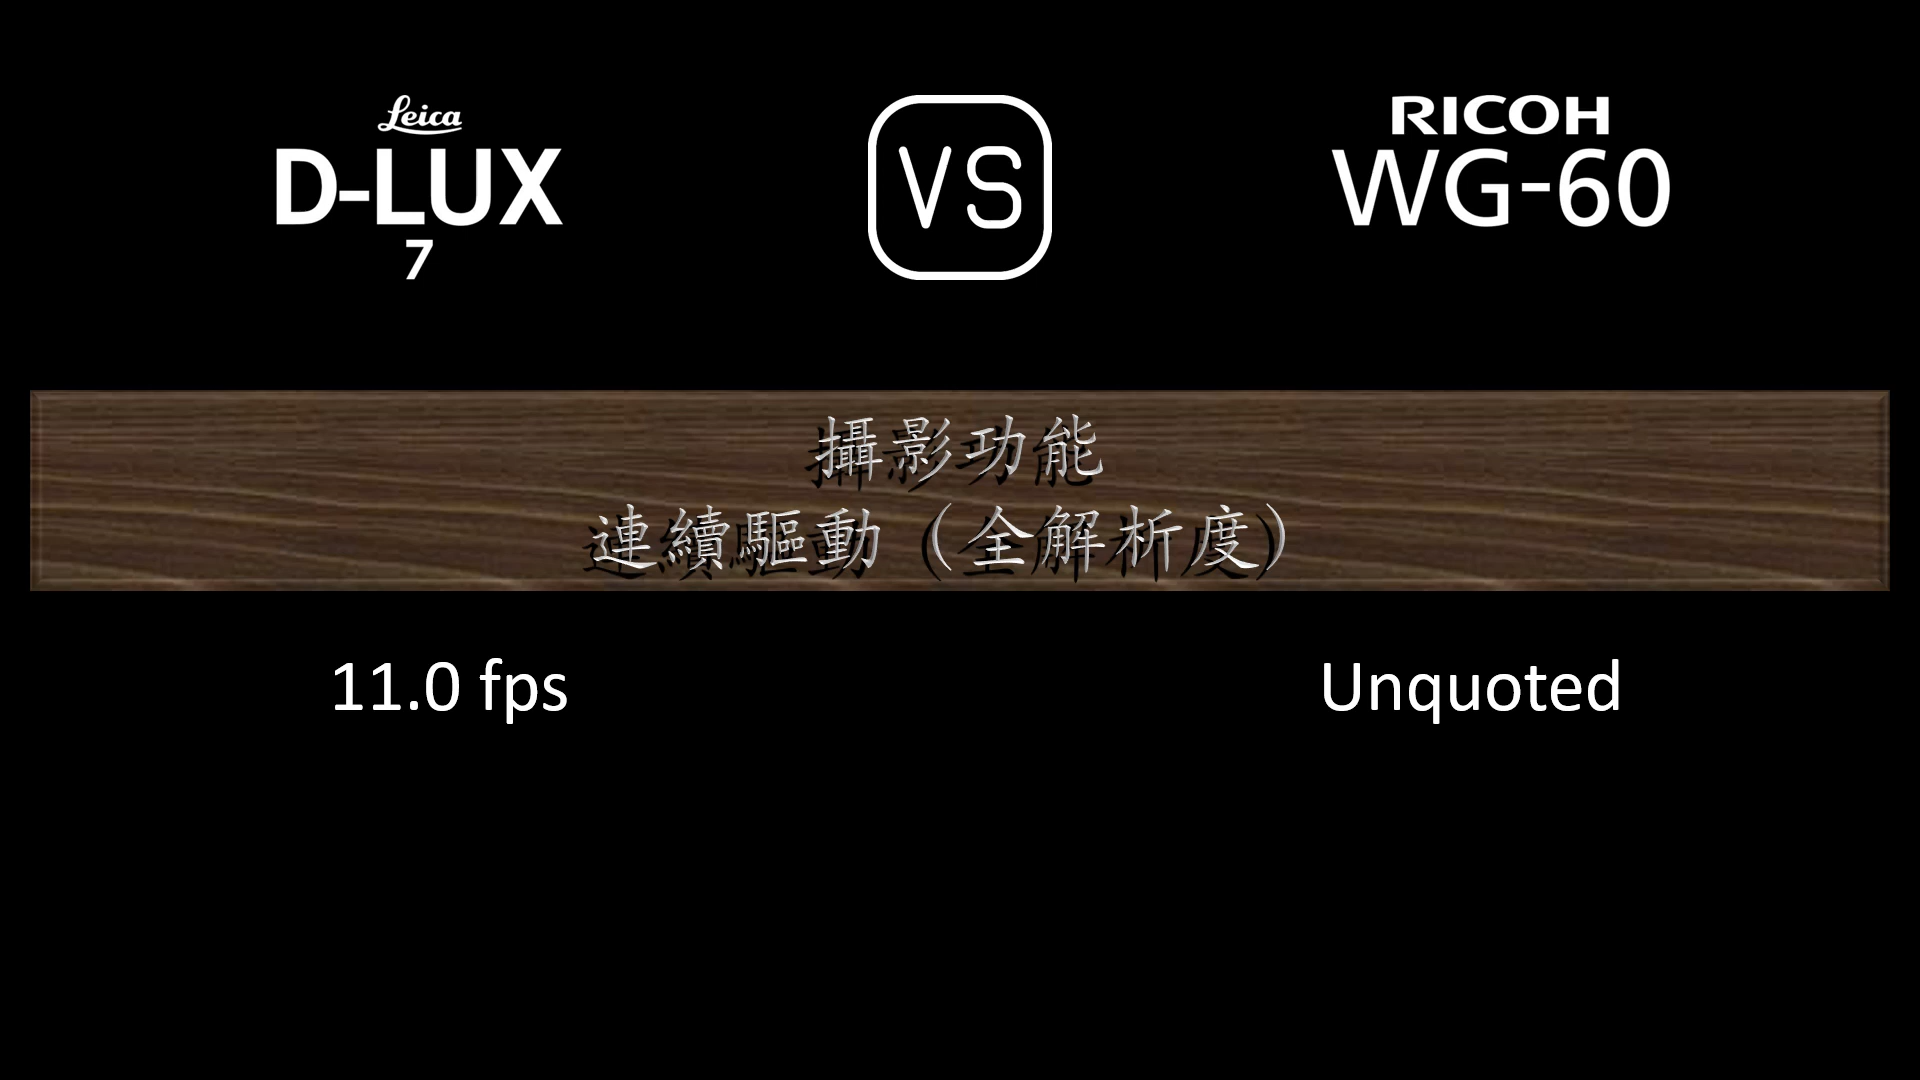 Leica
D-LUX
7
VS
RICOH
WG-60
攝影功能
連續驅動（全解析度）
11.0 fps
Unquoted